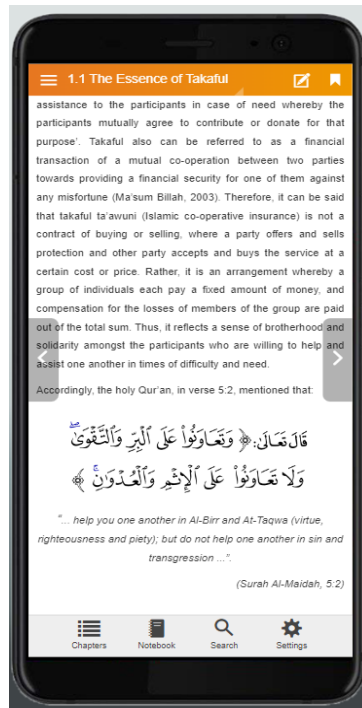 1.1 The Essence of Takaful
assistance to the participants in case of need whereby the
participants mutually agree to contribute or donate for that
purpose'. Takaful also can be referred to as a financial
transaction of a mutual co-operation between two parties
towards providing a financial security for one of them against
any misfortune (Ma'sum Billah, 2003). Therefore, it can be said
that takaful ta'awuni (Islamic co-operative insurance) is not a
contract of buying or selling, where a party offers and sells
protection and other party accepts and buys the service at a
certain cost or price. Rather, it is an arrangement whereby a
group of individuals each pay a fixed amount of money, and
compensation for the losses of members of the group are paid
out of the total sum. Thus, it reflects a sense of brotherhood and
solidarity amongst the participants who are willing to help and
assist one another in times of difficulty and need.
Accordingly, the holy Qur'an, in verse 5:2, mentioned that:
قَالَ تَعَالَىٰ: ﴿ وَتَعَاوَنُواْ عَلَى ٱلْبِرِّ وَٱلتَّقْوَىٰۖ
وَلَا تَعَاوَنُواْ عَلَى ٱلْإِثْمِ وَٱلْعُدْوَٰنِۚ ﴾
"... help you one another in Al-Birr and At-Taqwa (virtue,
righteousness and piety); but do not help one another in sin and
transgression ...".
(Surah Al-Maidah, 5:2)
Chapters Notebook Search Settings